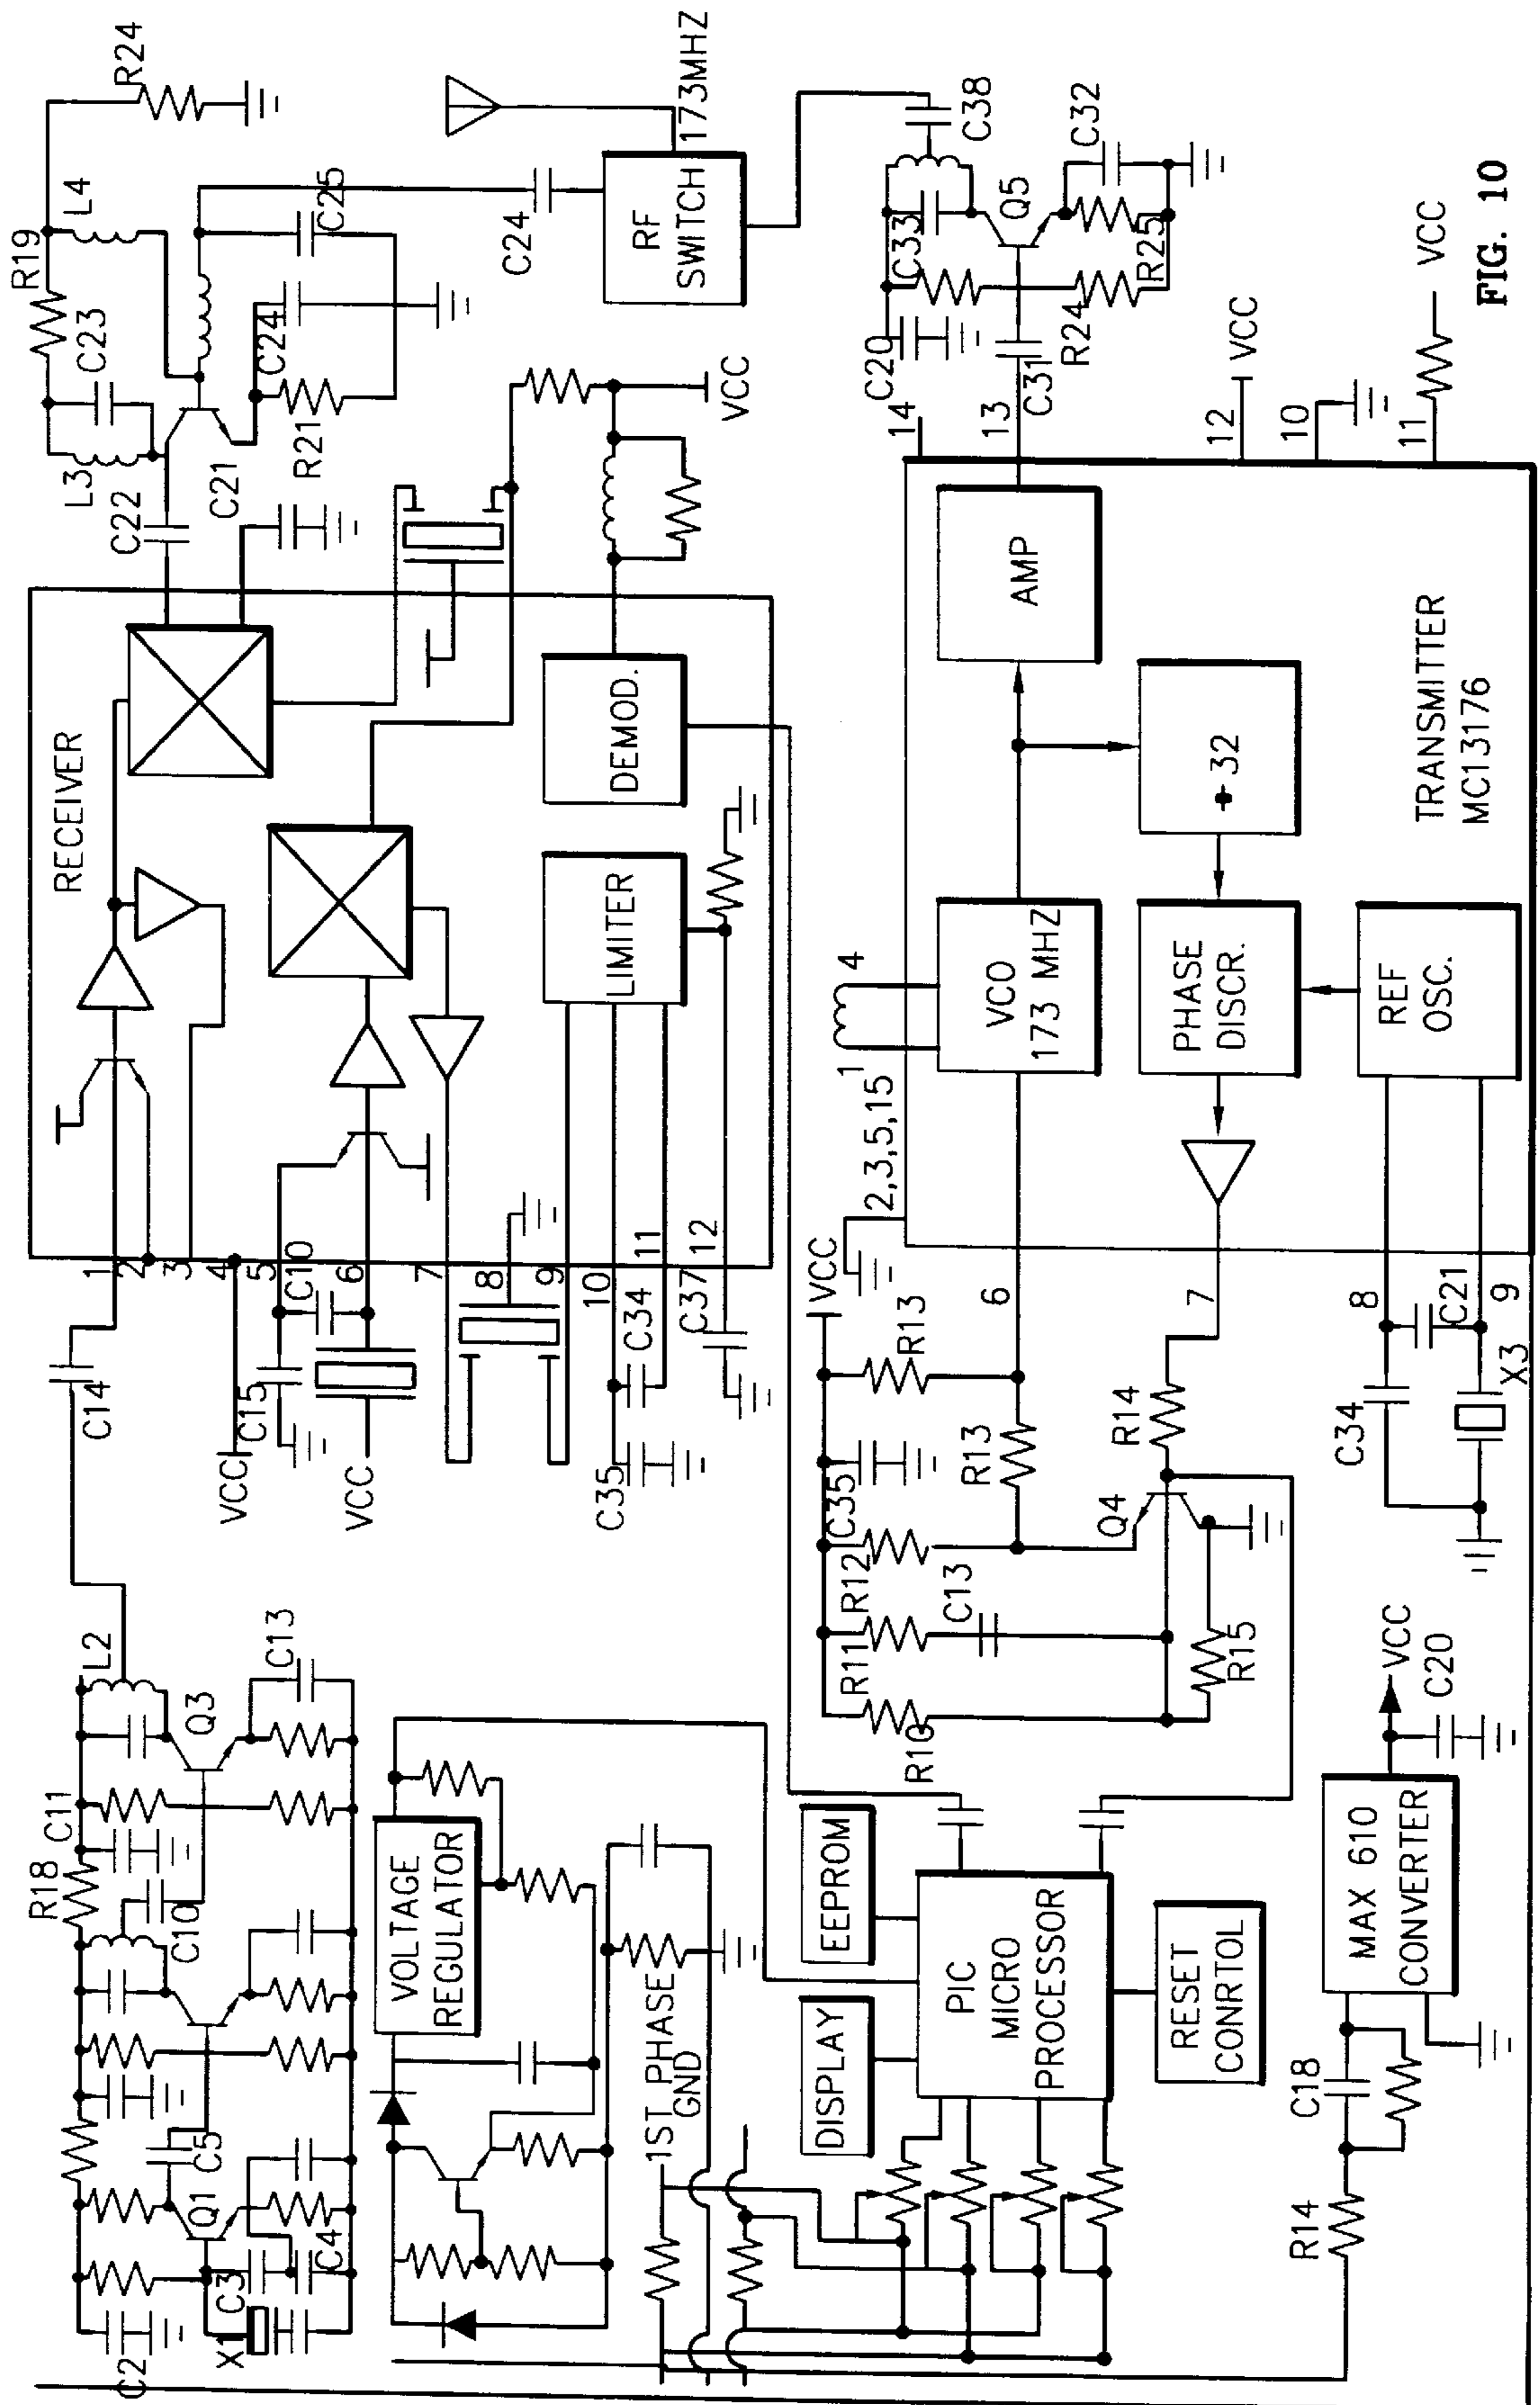 C2
X1
C3
C4
Q1
C5
R18
C11
C10
Q3
L2
C13
C14
RECEIVER
1
2
3
4
5
6
7
8
9
10
11
12
VCC
C15
C10
VCC
C35
C34
C37
LIMITER
DEMOD.
C22
L3
C23
R19
L4
R24
C21
R21
C24
C25
C24
VCC
RF
SWITCH
173MHZ
VOLTAGE
REGULATOR
1ST PHASE
GND
DISPLAY
EEPROM
PIC
MICRO
PROCESSOR
RESET
CONRTOL
R14
C18
MAX 610
CONVERTER
VCC
C20
R10
R11
R12
C13
C35
R13
R13
VCC
Q4
R14
R15
C34
C21
X3
2,3,5,15
1
4
6
7
8
9
VCO
173 MHZ
PHASE
DISCR.
REF
OSC.
AMP
+32
TRANSMITTER
MC13176
14
13
12
VCC
10
11
VCC
C20
C31
C33
R24
Q5
R25
C38
C32
FIG. 10